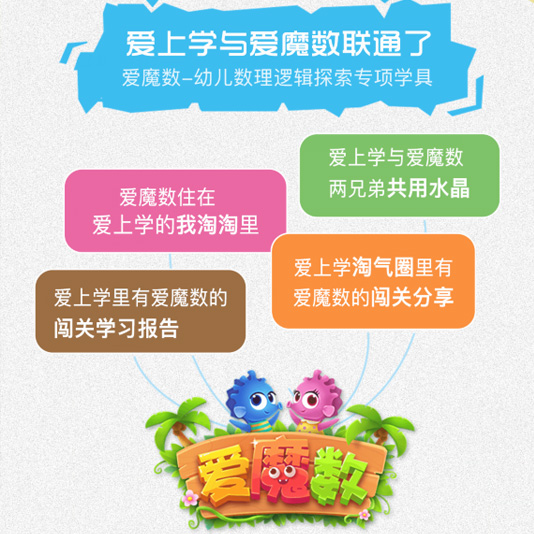 爱上学与爱魔数联通了
爱魔数-幼儿数理逻辑探索专项学具
爱上学与爱魔数
两兄弟共用水晶
爱魔数住在
爱上学的我淘淘里
爱上学淘气圈里有
爱魔数的闯关分享
爱上学里有爱魔数的
闯关学习报告
爱魔数